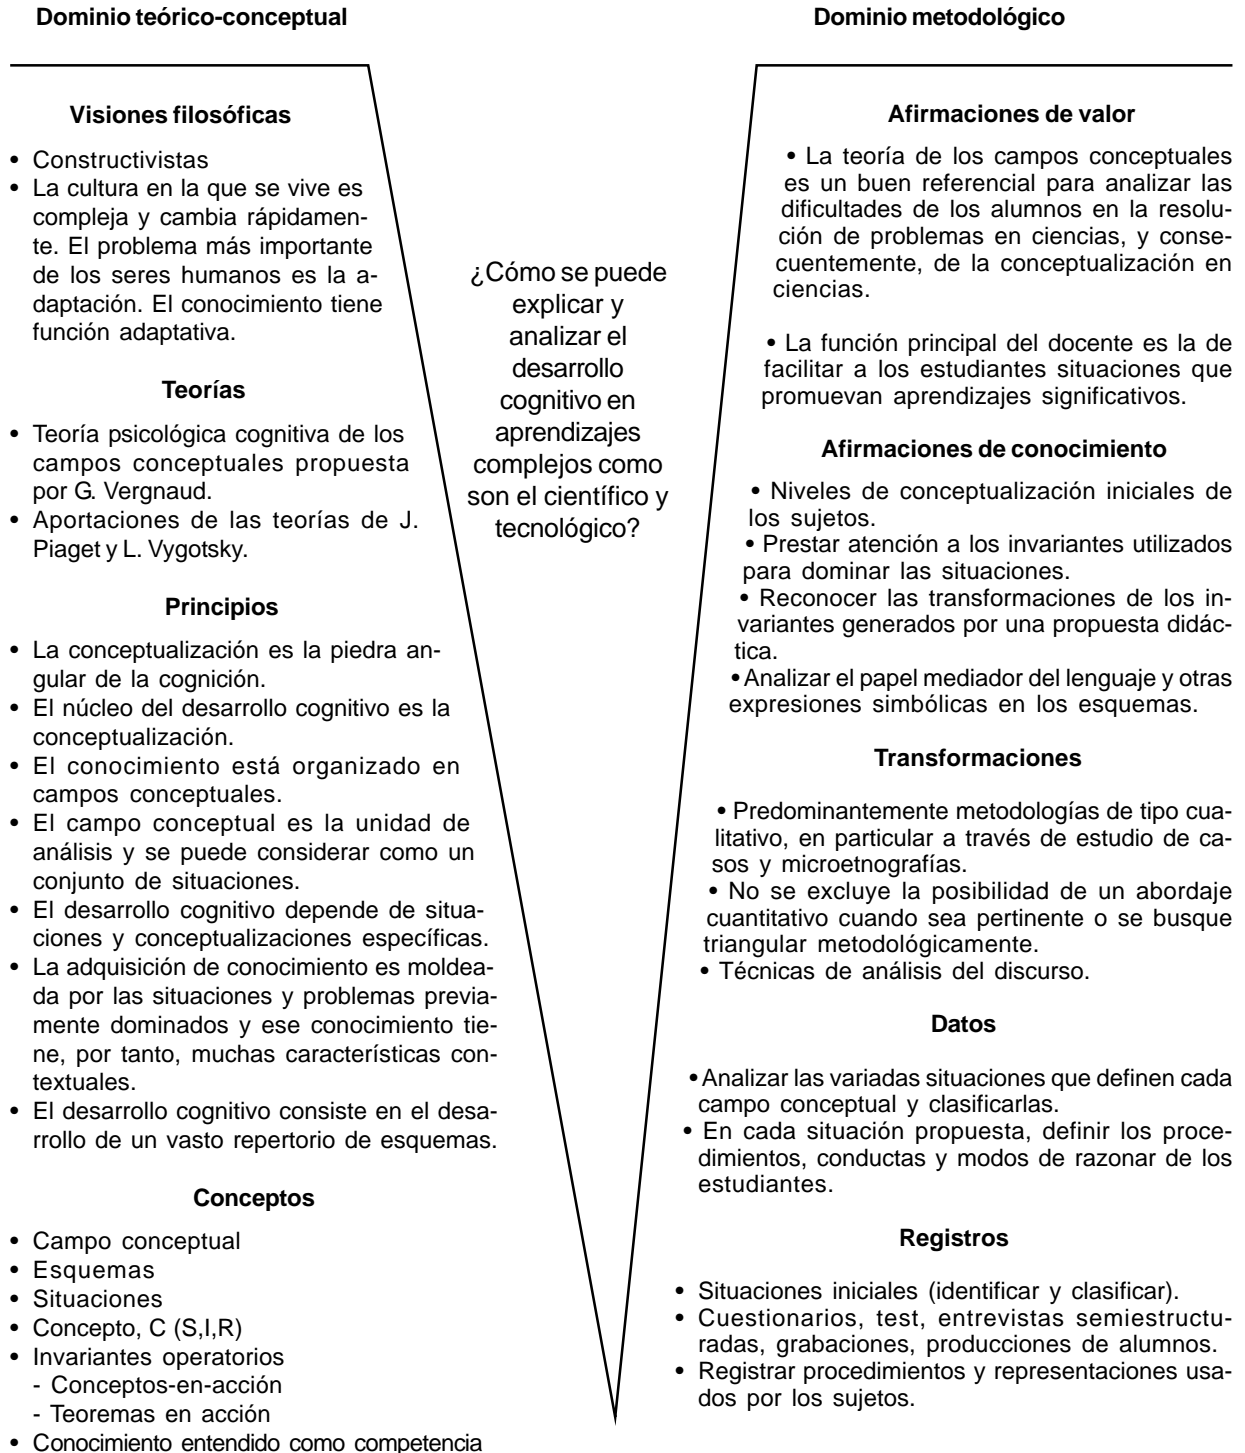 Dominio teórico-conceptual
Visiones filosóficas
• Constructivistas
• La cultura en la que se vive es
compleja y cambia rápidamen-
te. El problema más importante
de los seres humanos es la a-
daptación. El conocimiento tiene
función adaptativa.
Teorías
• Teoría psicológica cognitiva de los
campos conceptuales propuesta
por G. Vergnaud.
• Aportaciones de las teorías de J.
Piaget y L. Vygotsky.
Principios
• La conceptualización es la piedra an-
gular de la cognición.
• El núcleo del desarrollo cognitivo es la
conceptualización.
• El conocimiento está organizado en
campos conceptuales.
• El campo conceptual es la unidad de
análisis y se puede considerar como un
conjunto de situaciones.
• El desarrollo cognitivo depende de situa-
ciones y conceptualizaciones específicas.
• La adquisición de conocimiento es moldea-
da por las situaciones y problemas previa-
mente dominados y ese conocimiento tie-
ne, por tanto, muchas características con-
textuales.
• El desarrollo cognitivo consiste en el desa-
rrollo de un vasto repertorio de esquemas.
Conceptos
• Campo conceptual
• Esquemas
• Situaciones
• Concepto, C (S,I,R)
• Invariantes operatorios
- Conceptos-en-acción
- Teoremas en acción
• Conocimiento entendido como competencia
¿Cómo se puede
explicar y
analizar el
desarrollo
cognitivo en
aprendizajes
complejos como
son el científico y
tecnológico?
Dominio metodológico
Afirmaciones de valor
• La teoría de los campos conceptuales
es un buen referencial para analizar las
dificultades de los alumnos en la resolu-
ción de problemas en ciencias, y conse-
cuentemente, de la conceptualización en
ciencias.
• La función principal del docente es la de
facilitar a los estudiantes situaciones que
promuevan aprendizajes significativos.
Afirmaciones de conocimiento
• Niveles de conceptualización iniciales de
los sujetos.
• Prestar atención a los invariantes utilizados
para dominar las situaciones.
• Reconocer las transformaciones de los in-
variantes generados por una propuesta didác-
tica.
• Analizar el papel mediador del lenguaje y otras
expresiones simbólicas en los esquemas.
Transformaciones
• Predominantemente metodologías de tipo cua-
litativo, en particular a través de estudio de ca-
sos y microetnografías.
• No se excluye la posibilidad de un abordaje
cuantitativo cuando sea pertinente o se busque
triangular metodológicamente.
• Técnicas de análisis del discurso.
Datos
• Analizar las variadas situaciones que definen cada
campo conceptual y clasificarlas.
• En cada situación propuesta, definir los proce-
dimientos, conductas y modos de razonar de los
estudiantes.
Registros
• Situaciones iniciales (identificar y clasificar).
• Cuestionarios, test, entrevistas semiestructu-
radas, grabaciones, producciones de alumnos.
• Registrar procedimientos y representaciones usa-
dos por los sujetos.